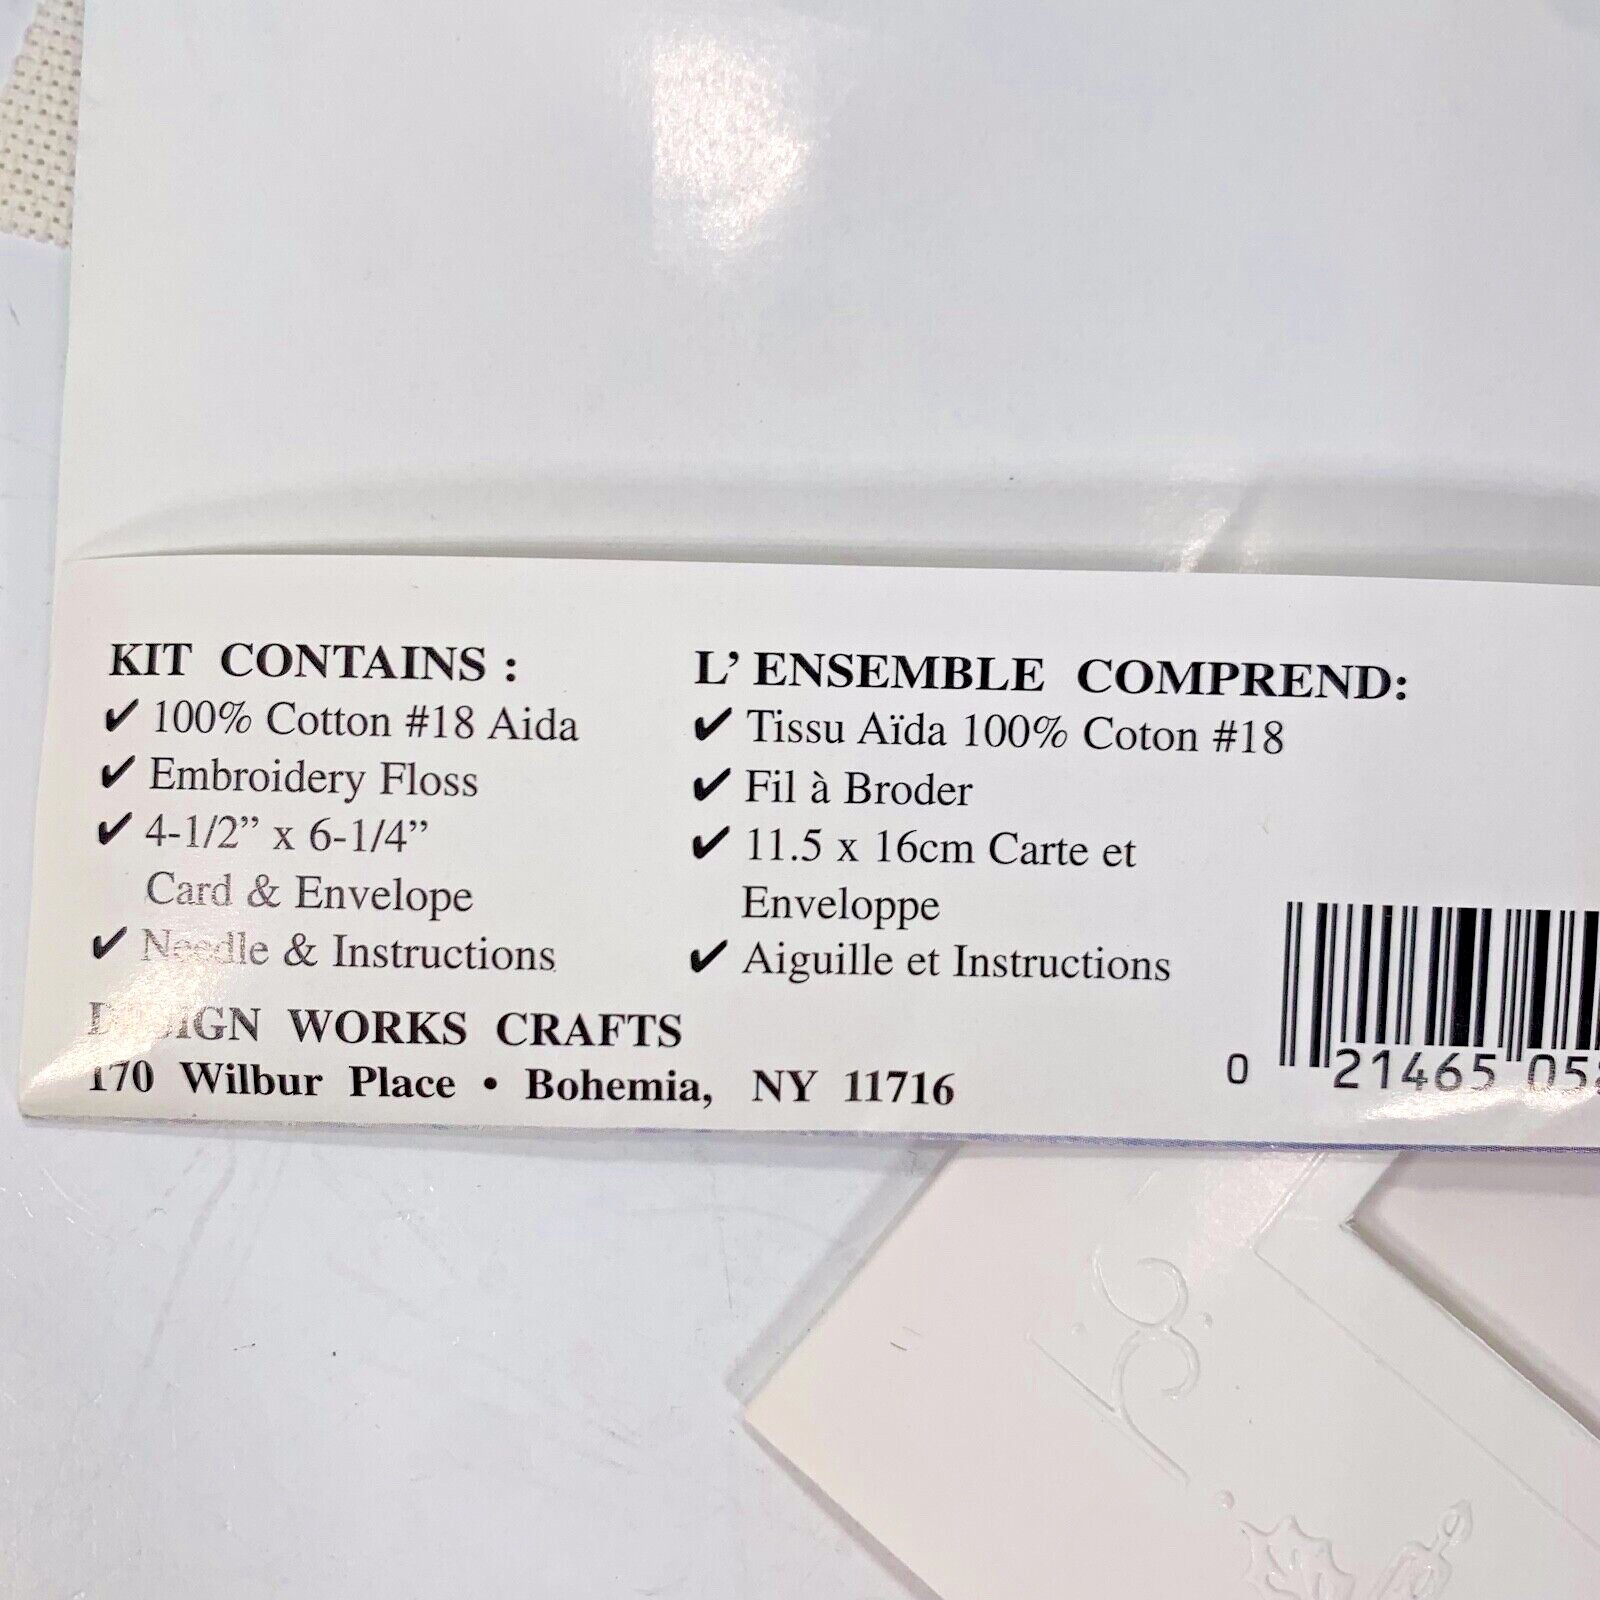 KIT CONTAINS :
✔ 100% Cotton #18 Aida
✔ Embroidery Floss
✔ 4-1/2” x 6-1/4”
Card & Envelope
✔ Needle & Instructions
DESIGN WORKS CRAFTS
170 Wilbur Place • Bohemia, NY 11716
L’ ENSEMBLE COMPREND:
✔ Tissu Aïda 100% Coton #18
✔ Fil à Broder
✔ 11.5 x 16cm Carte et
Enveloppe
✔ Aiguille et Instructions
0 21465 05